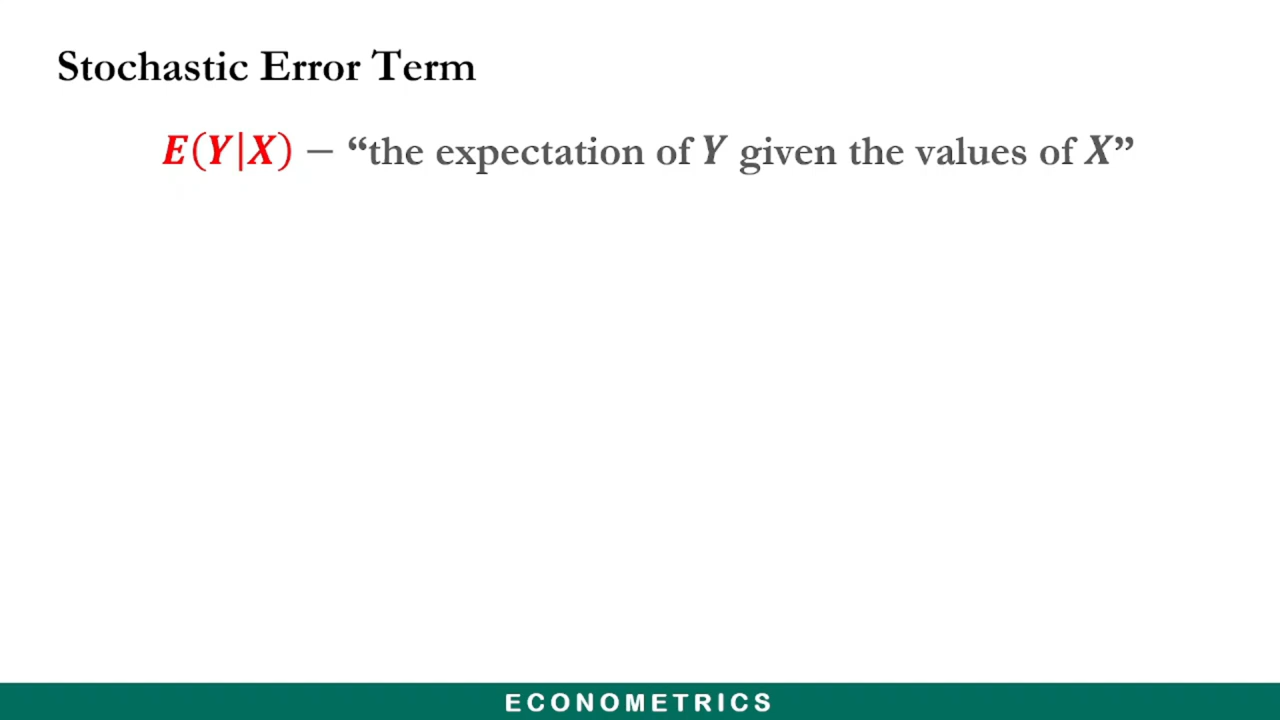 Stochastic Error Term
E(Y|X) – “the expectation of Y given the values of X”
ECONOMETRICS